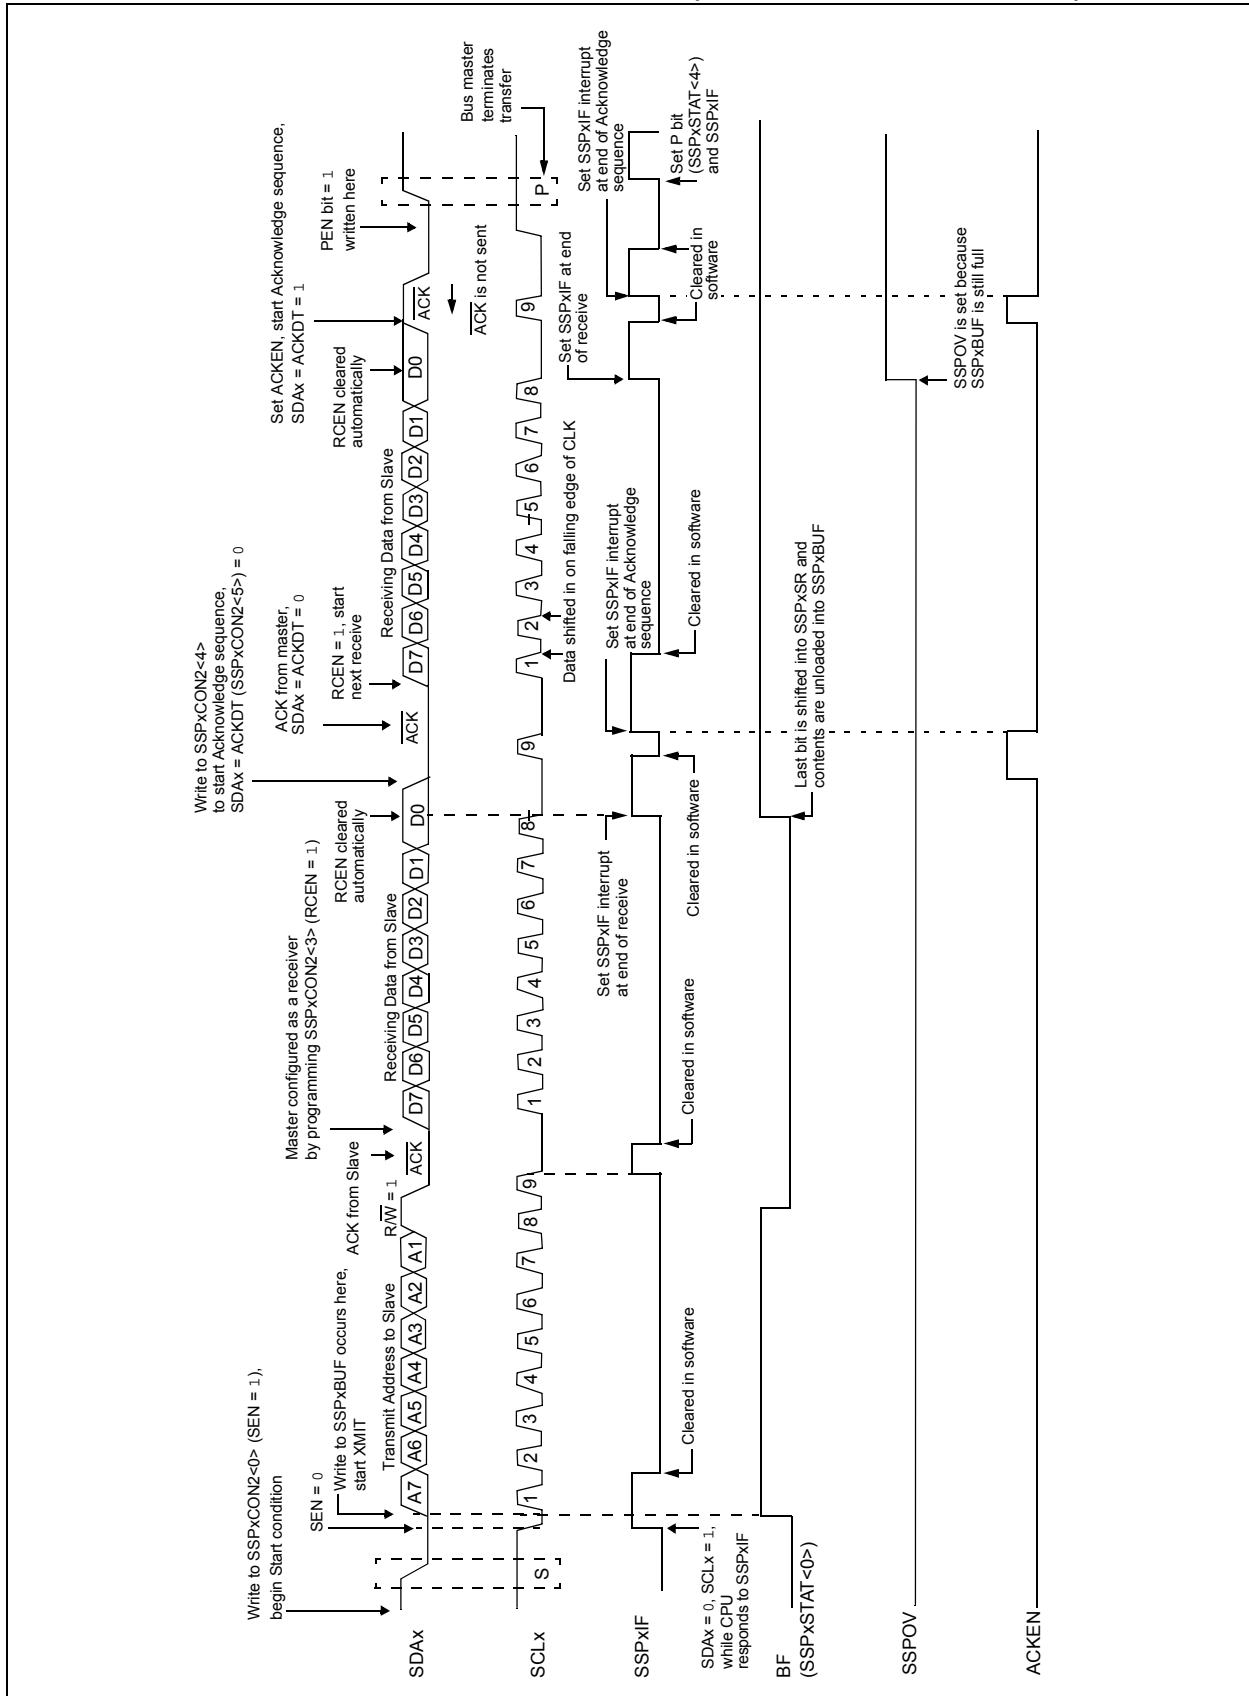 Write to SSPxCON2<0> (SEN = 1),
begin Start condition
SEN = 0
Write to SSPxBUF occurs here,
start XMIT
ACK from Slave
Master configured as a receiver
by programming SSPxCON2<3> (RCEN = 1)
RCEN cleared
automatically
Write to SSPxCON2<4>
to start Acknowledge sequence,
SDAx = ACKDT (SSPxCON2<5>) = 0
ACK from master,
SDAx = ACKDT = 0
RCEN = 1, start
next receive
RCEN cleared
automatically
Set ACKEN, start Acknowledge sequence,
SDAx = ACKDT = 1
PEN bit = 1
written here
Transmit Address to Slave
R/W = 1
Receiving Data from Slave
Receiving Data from Slave
SDAx
A7 A6 A5 A4 A3 A2 A1 ACK D7 D6 D5 D4 D3 D2 D1 D0 ACK D7 D6 D5 D4 D3 D2 D1 D0 ACK
ACK is not sent
Bus master
terminates
transfer
SCLx
S 1 2 3 4 5 6 7 8 9 1 2 3 4 5 6 7 8 9 1 2 3 4 5 6 7 8 9 P
Data shifted in on falling edge of CLK
Set SSPxIF interrupt
at end of receive
Set SSPxIF interrupt
at end of Acknowledge
sequence
Set SSPxIF at end
of receive
Set SSPxIF interrupt
at end of Acknowledge
sequence
SSPxIF
SDAx = 0, SCLx = 1,
while CPU
responds to SSPxIF
Cleared in software
Cleared in software
Cleared in software
Cleared in software
Cleared in
software
Set P bit
(SSPxSTAT<4>)
and SSPxIF
BF
(SSPxSTAT<0>)
Last bit is shifted into SSPxSR and
contents are unloaded into SSPxBUF
SSPOV
SSPOV is set because
SSPxBUF is still full
ACKEN